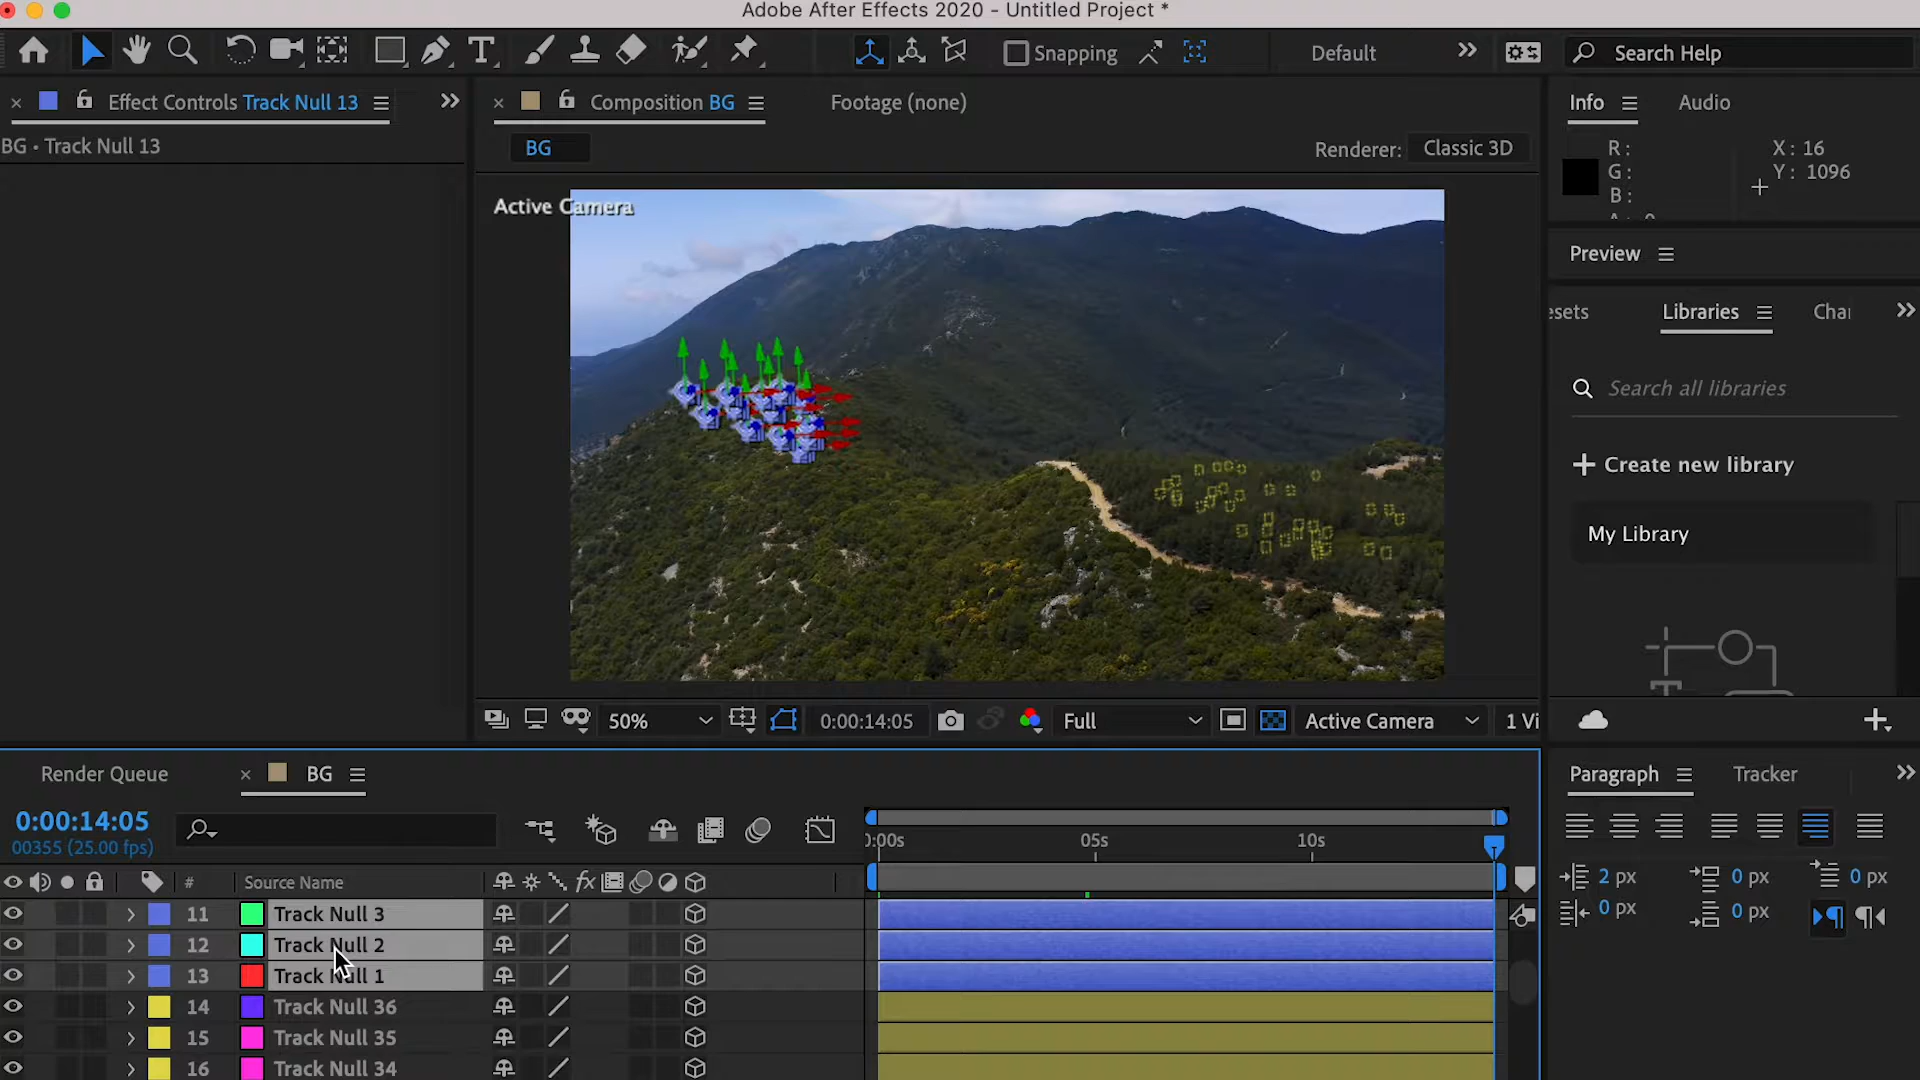 Adobe After Effects 2020 - Untitled Project *
Snapping
Default
Search Help
Effect Controls Track Null 13
Composition BG
Footage (none)
Info
Audio
BG • Track Null 13
BG
Renderer: Classic 3D
R :
G :
B :
X : 16
Y : 1096
Active Camera
Preview
esets
Libraries
Search all libraries
Create new library
My Library
50%
0:00:14:05
Full
Active Camera
1 Vi
Render Queue
BG
Paragraph
Tracker
0:00:14:05
00355 (25.00 fps)
0:00s
05s
10s
#
Source Name
fx
2 px
0 px
0 px
0 px
0 px
11 Track Null 3
12 Track Null 2
13 Track Null 1
14 Track Null 36
15 Track Null 35
16 Track Null 34